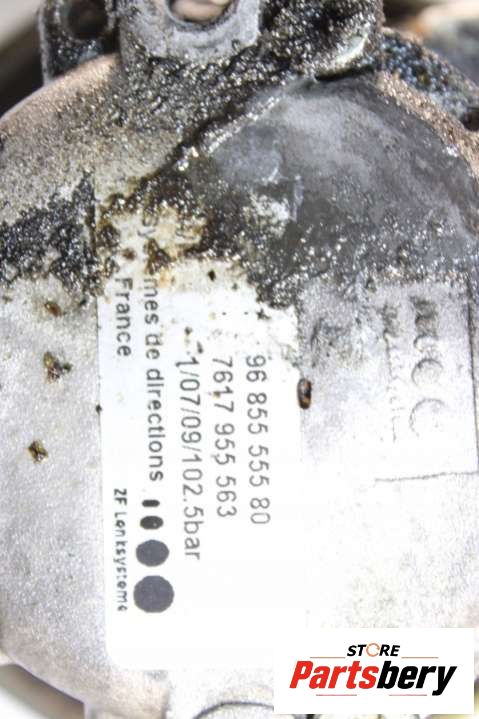 96 855 555 80
7617 955 563
1/07/09/102.5bar
mes de directions
France
ZF Lenksysteme
STORE
Partsbery